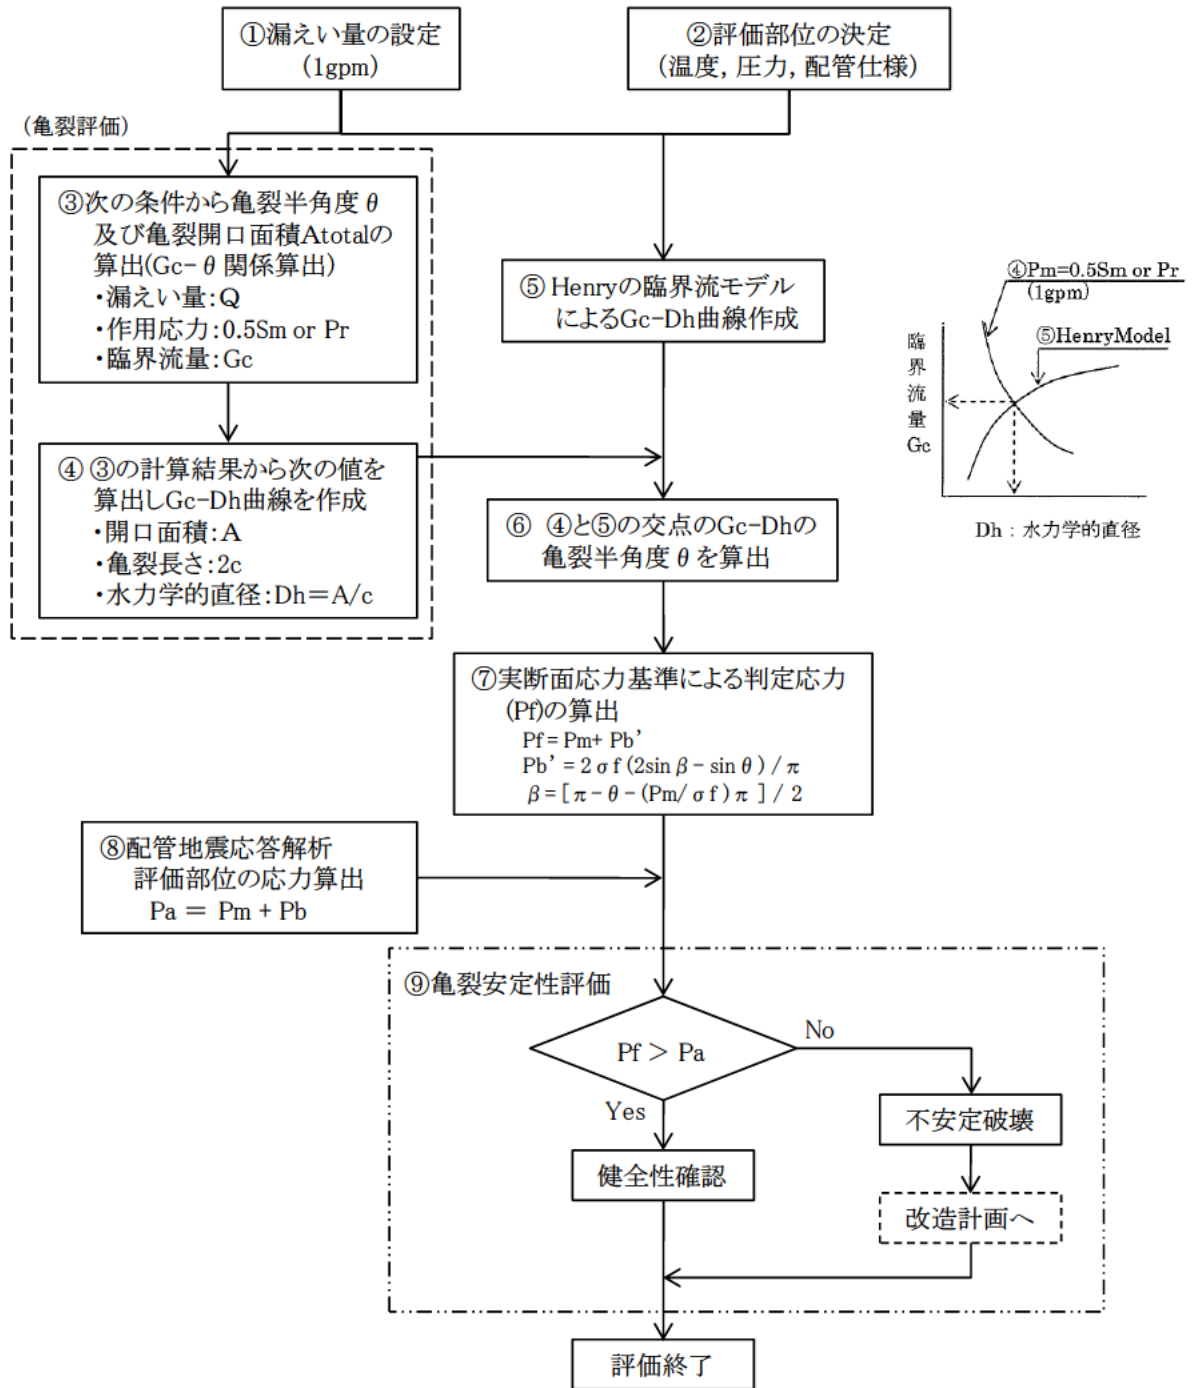 ①漏えい量の設定
(1gpm)
②評価部位の決定
(温度, 圧力, 配管仕様)
(亀裂評価)
③次の条件から亀裂半角度θ
及び亀裂開口面積Atotalの
算出(Gc-θ関係算出)
・漏えい量:Q
・作用応力:0.5Sm or Pr
・臨界流量:Gc
⑤ Henryの臨界流モデル
によるGc-Dh曲線作成
④Pm=0.5Sm or Pr
(1gpm)
⑤HenryModel
臨
界
流
量
Gc
Dh : 水力学的直径
④ ③の計算結果から次の値を
算出しGc-Dh曲線を作成
・開口面積:A
・亀裂長さ:2c
・水力学的直径:Dh=A/c
⑥ ④と⑤の交点のGc-Dhの
亀裂半角度θを算出
⑦実断面応力基準による判定応力
(Pf)の算出
Pf = Pm+ Pb'
Pb' = 2σf (2sin β - sin θ) / π
β = [ π - θ - (Pm/ σf ) π ] / 2
⑧配管地震応答解析
評価部位の応力算出
Pa = Pm + Pb
⑨亀裂安定性評価
Pf > Pa
No
Yes
不安定破壊
健全性確認
改造計画へ
評価終了